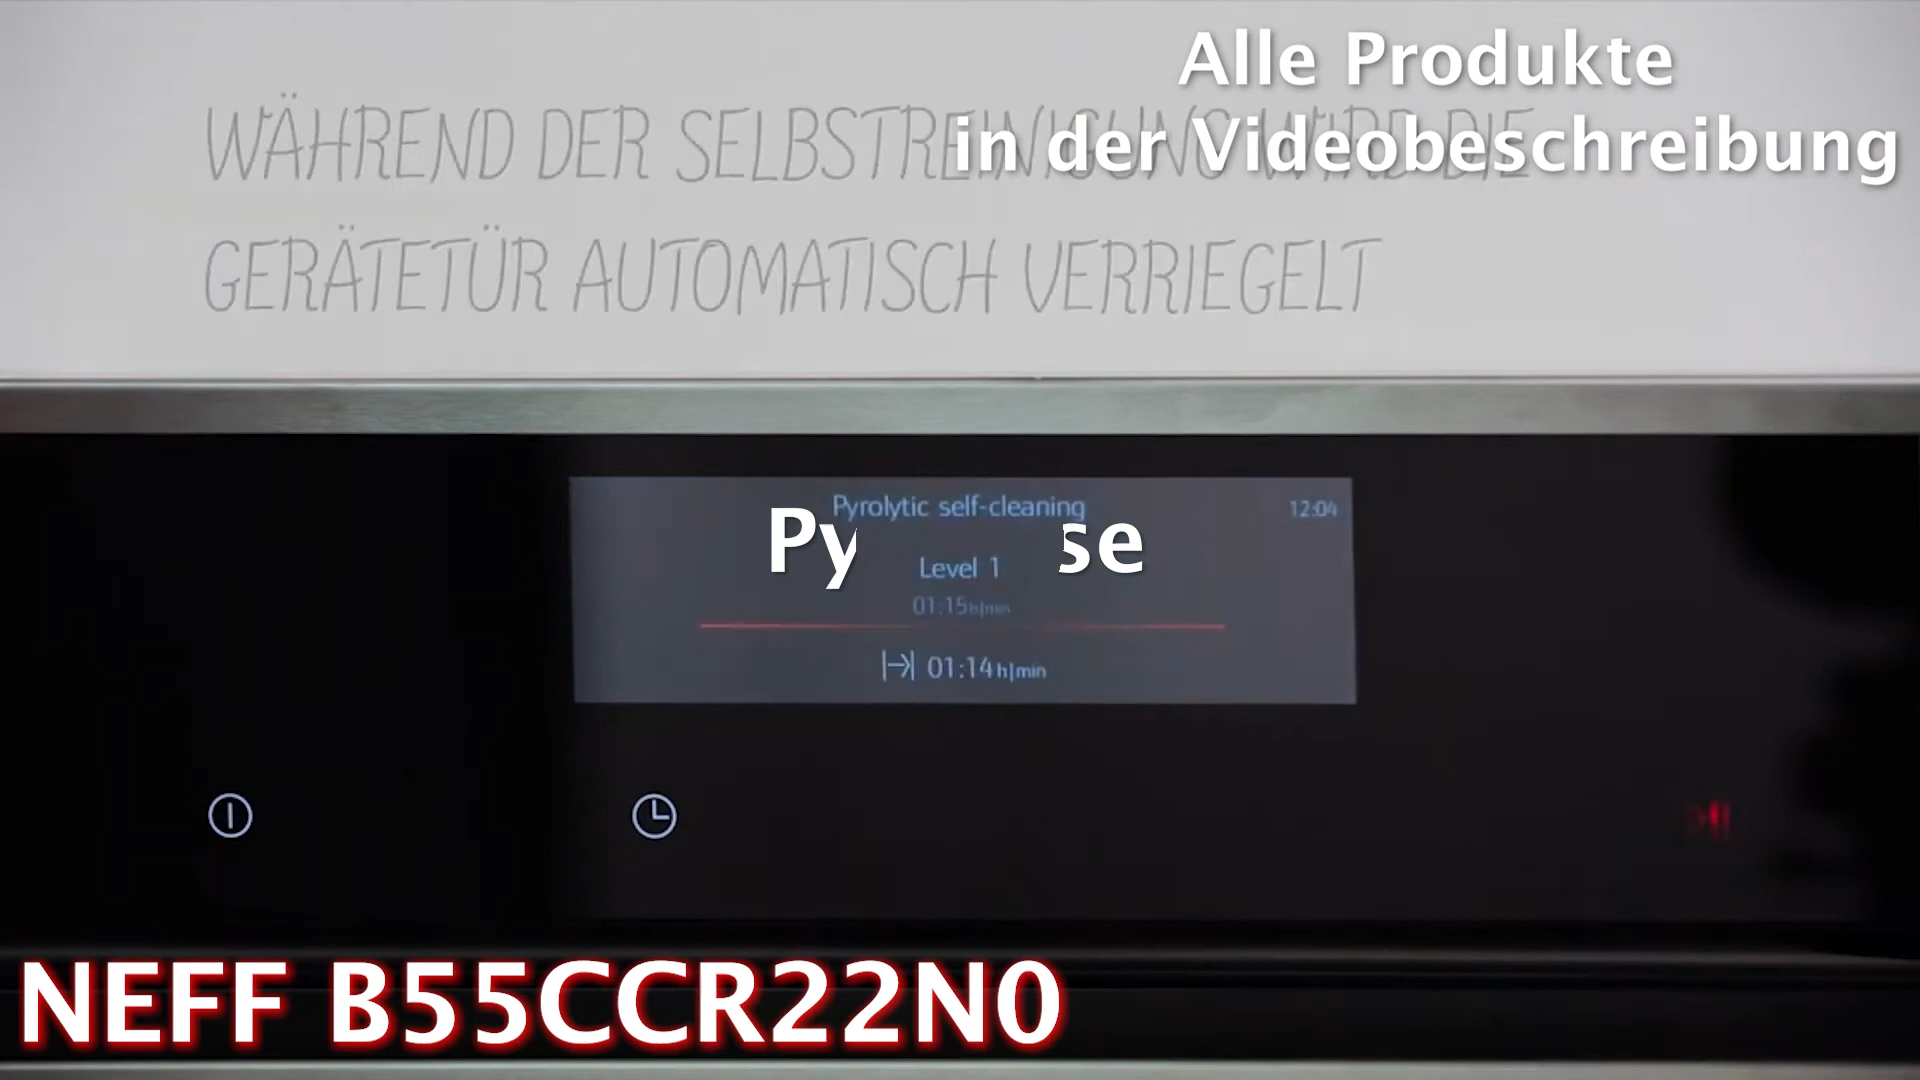 Alle Produkte
in der Videobeschreibung
WÄHREND DER SELBSTREINIGUNG WIRD DIE
GERÄTETÜR AUTOMATISCH VERRIEGELT
Pyrolytic self-cleaning
12:04
Py se
Level 1
01:15 h|min
01:14 h|min
NEFF B55CCR22N0